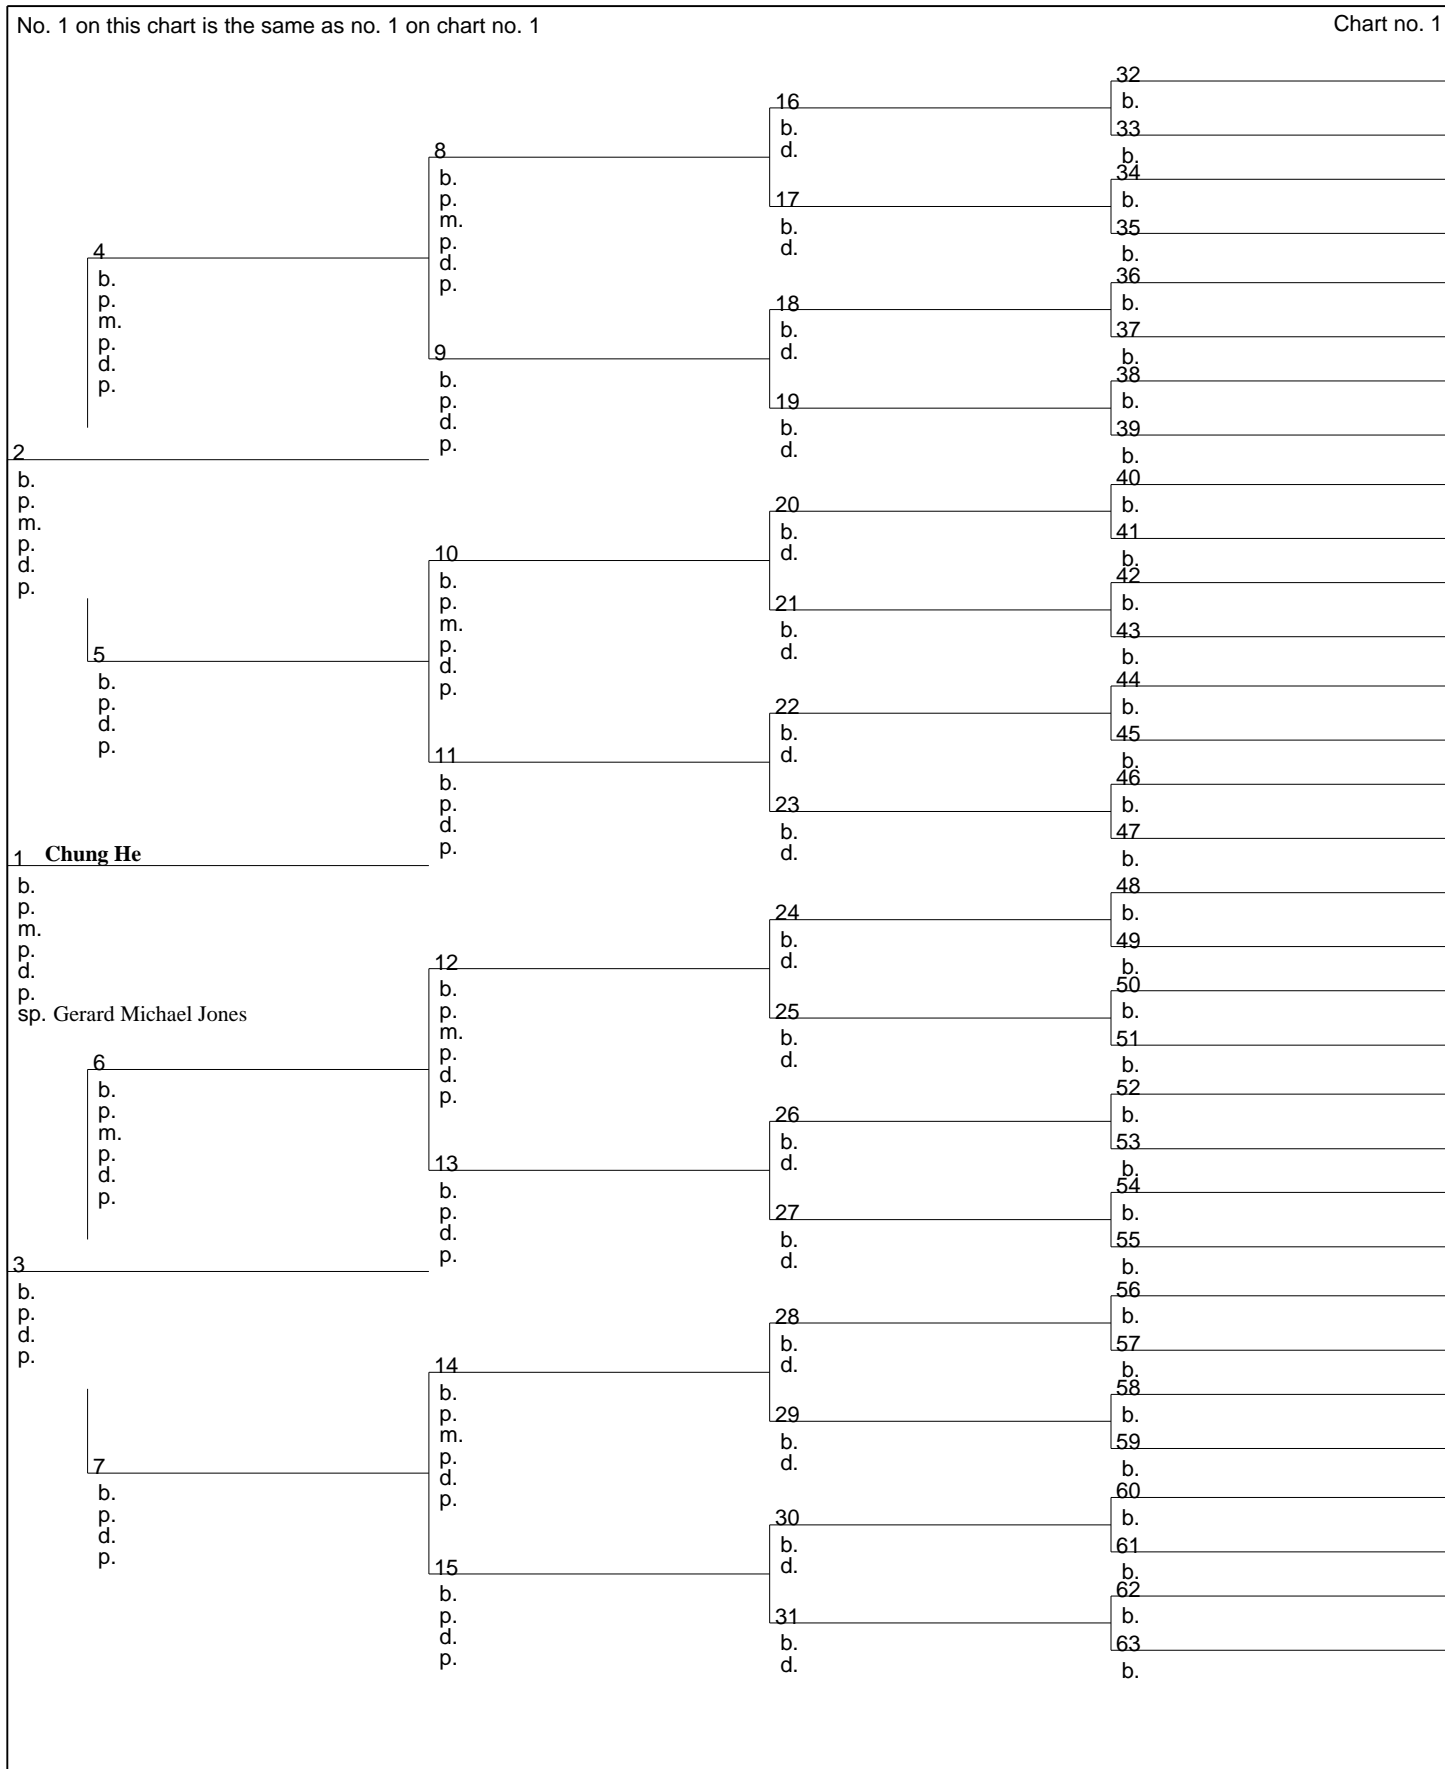 No. 1 on this chart is the same as no. 1 on chart no. 1
Chart no. 1
2
b.
p.
m.
p.
d.
p.
1 Chung He
b.
p.
m.
p.
d.
p.
sp. Gerard Michael Jones
3
b.
p.
d.
p.
4
b.
p.
m.
p.
d.
p.
5
b.
p.
d.
p.
6
b.
p.
m.
p.
d.
p.
7
b.
p.
d.
p.
8
b.
p.
m.
p.
d.
p.
9
b.
p.
d.
p.
10
b.
p.
m.
p.
d.
p.
11
b.
p.
d.
p.
12
b.
p.
m.
p.
d.
p.
13
b.
p.
d.
p.
14
b.
p.
m.
p.
d.
p.
15
b.
p.
d.
p.
16
b.
d.
17
b.
d.
18
b.
d.
19
b.
d.
20
b.
d.
21
b.
d.
22
b.
d.
23
b.
d.
24
b.
d.
25
b.
d.
26
b.
d.
27
b.
d.
28
b.
d.
29
b.
d.
30
b.
d.
31
b.
d.
32
b.
33
b.
34
b.
35
b.
36
b.
37
b.
38
b.
39
b.
40
b.
41
b.
42
b.
43
b.
44
b.
45
b.
46
b.
47
b.
48
b.
49
b.
50
b.
51
b.
52
b.
53
b.
54
b.
55
b.
56
b.
57
b.
58
b.
59
b.
60
b.
61
b.
62
b.
63
b.